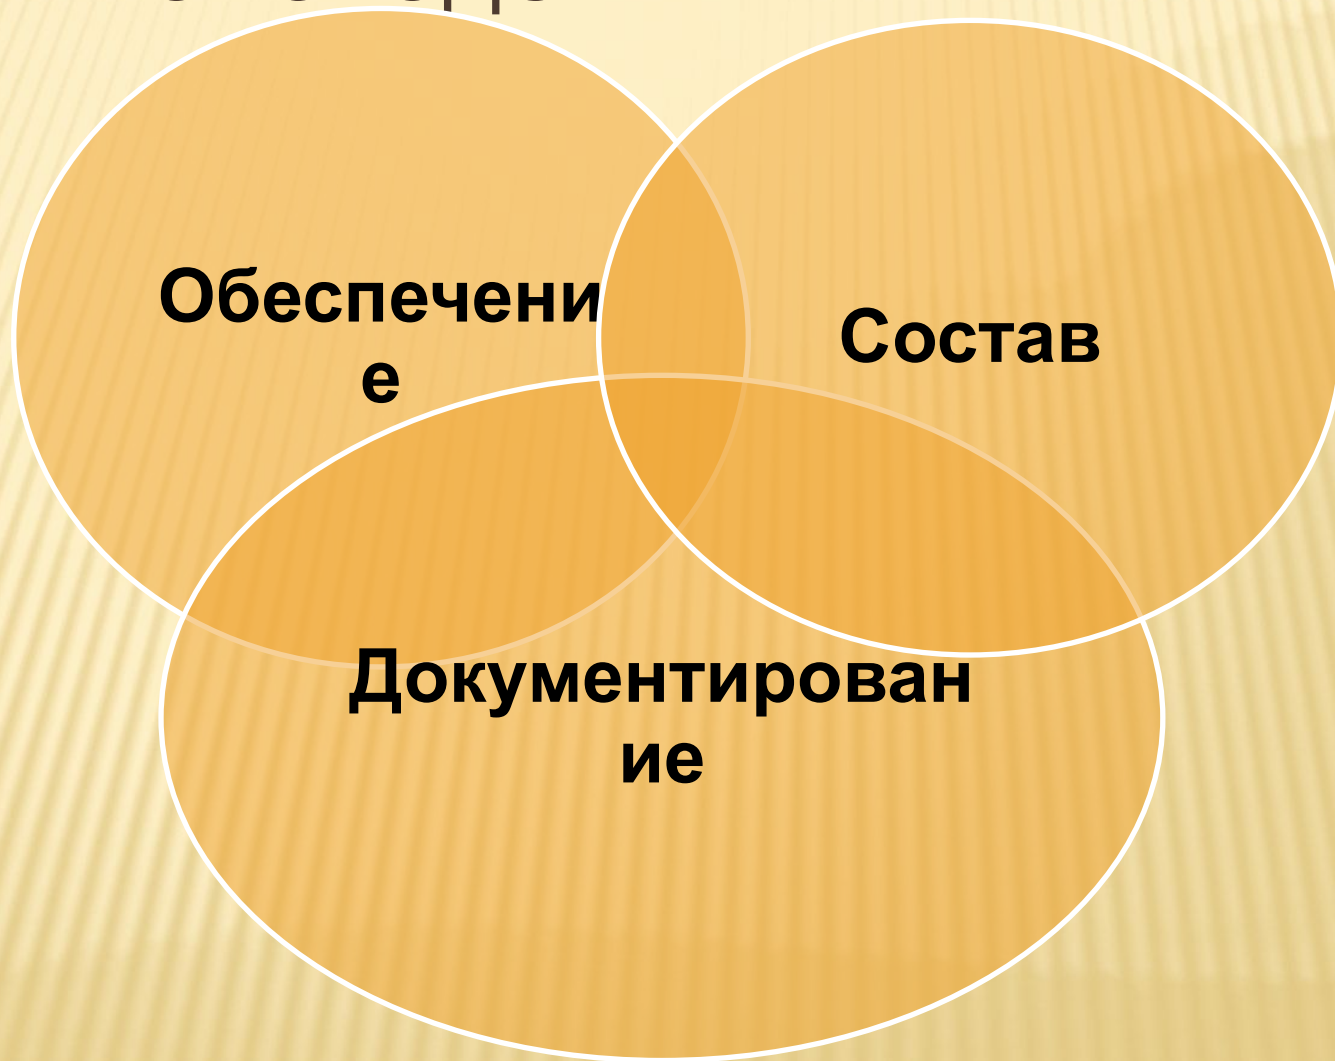 Обеспечени
е
Состав
Документирован
ие